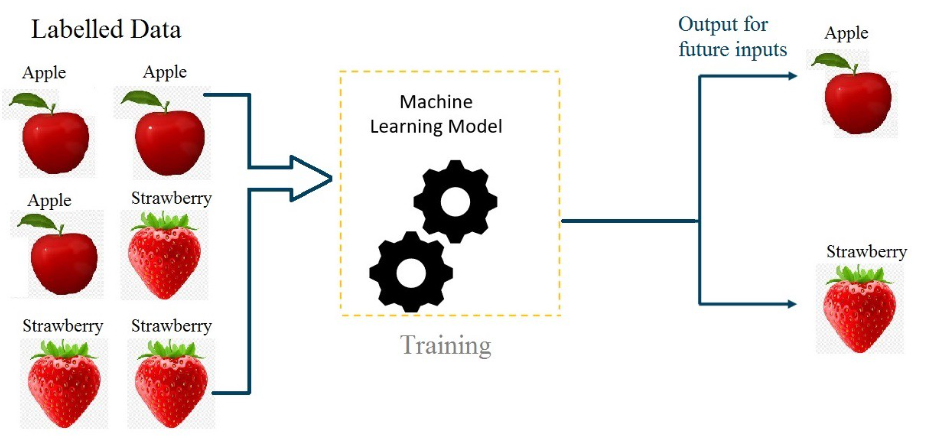 Labelled Data
Apple
Apple
Apple
Strawberry
Strawberry
Strawberry
Machine
Learning Model
Training
Output for
future inputs
Apple
Strawberry